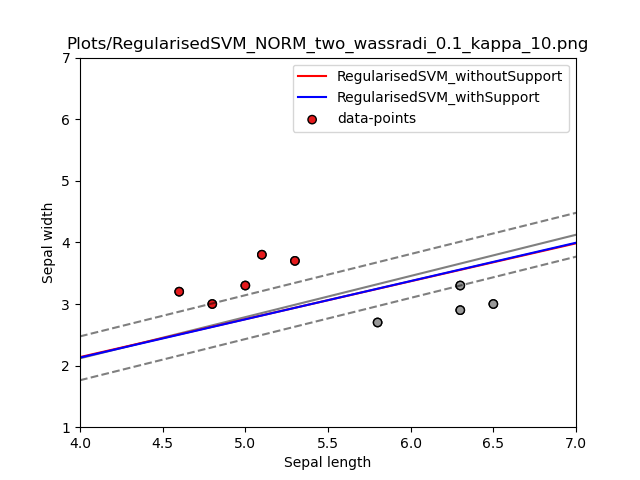 Plots/RegularisedSVM_NORM_two_wassradi_0.1_kappa_10.png
RegularisedSVM_withoutSupport
RegularisedSVM_withSupport
data-points
7
6
5
4
3
2
1
Sepal width
4.0 4.5 5.0 5.5 6.0 6.5 7.0
Sepal length